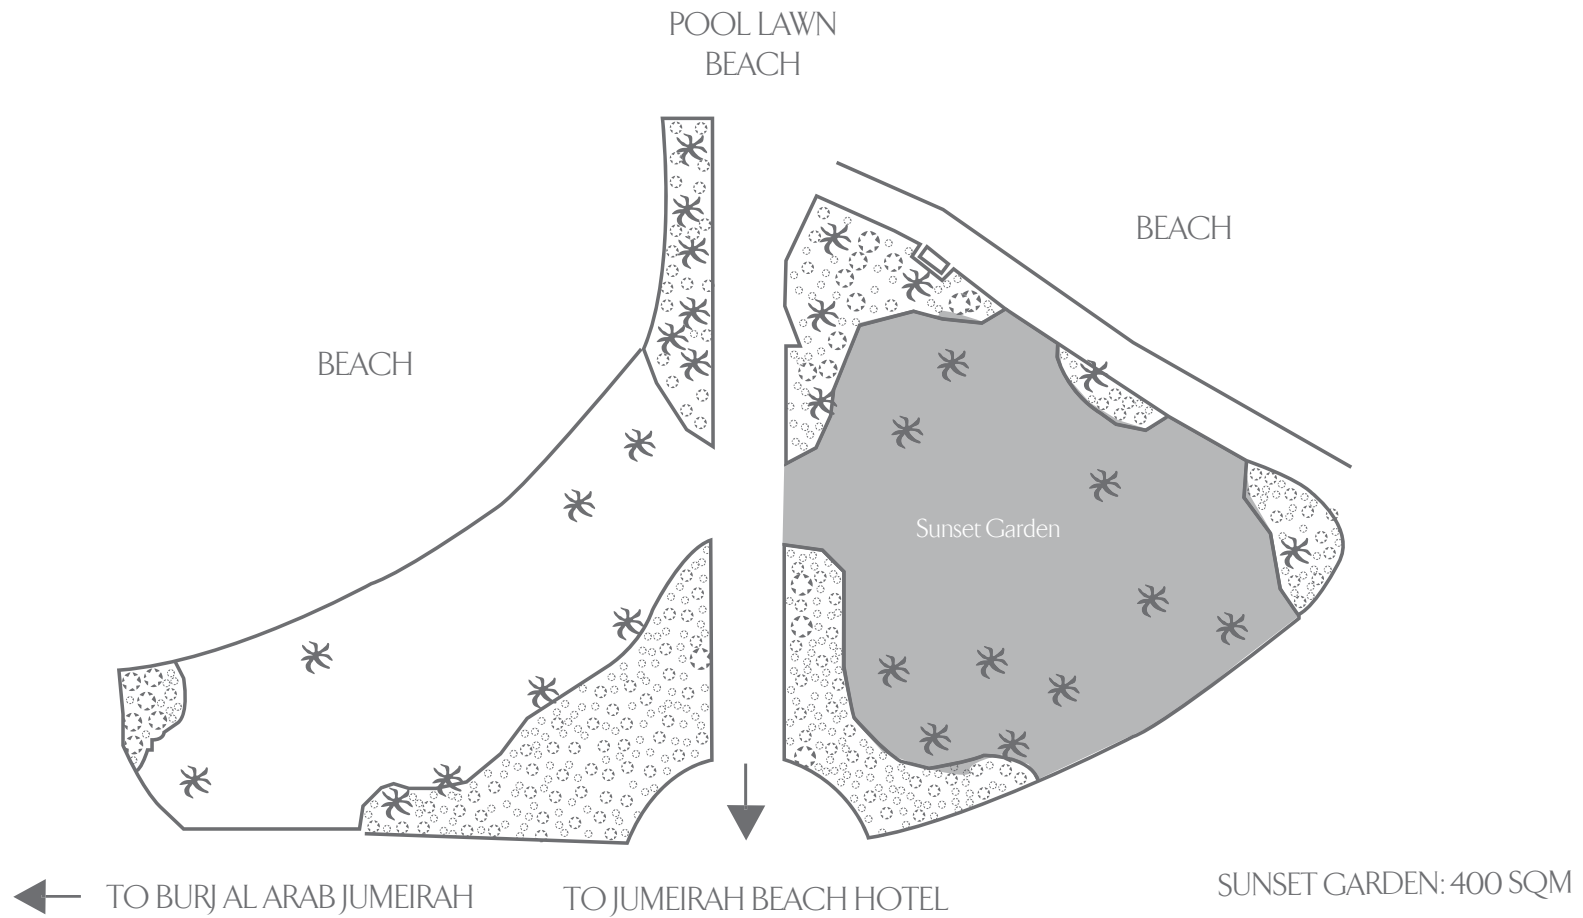 POOL LAWN
BEACH
BEACH
BEACH
Sunset Garden
TO BURJ AL ARAB JUMEIRAH
TO JUMEIRAH BEACH HOTEL
SUNSET GARDEN: 400 SQM